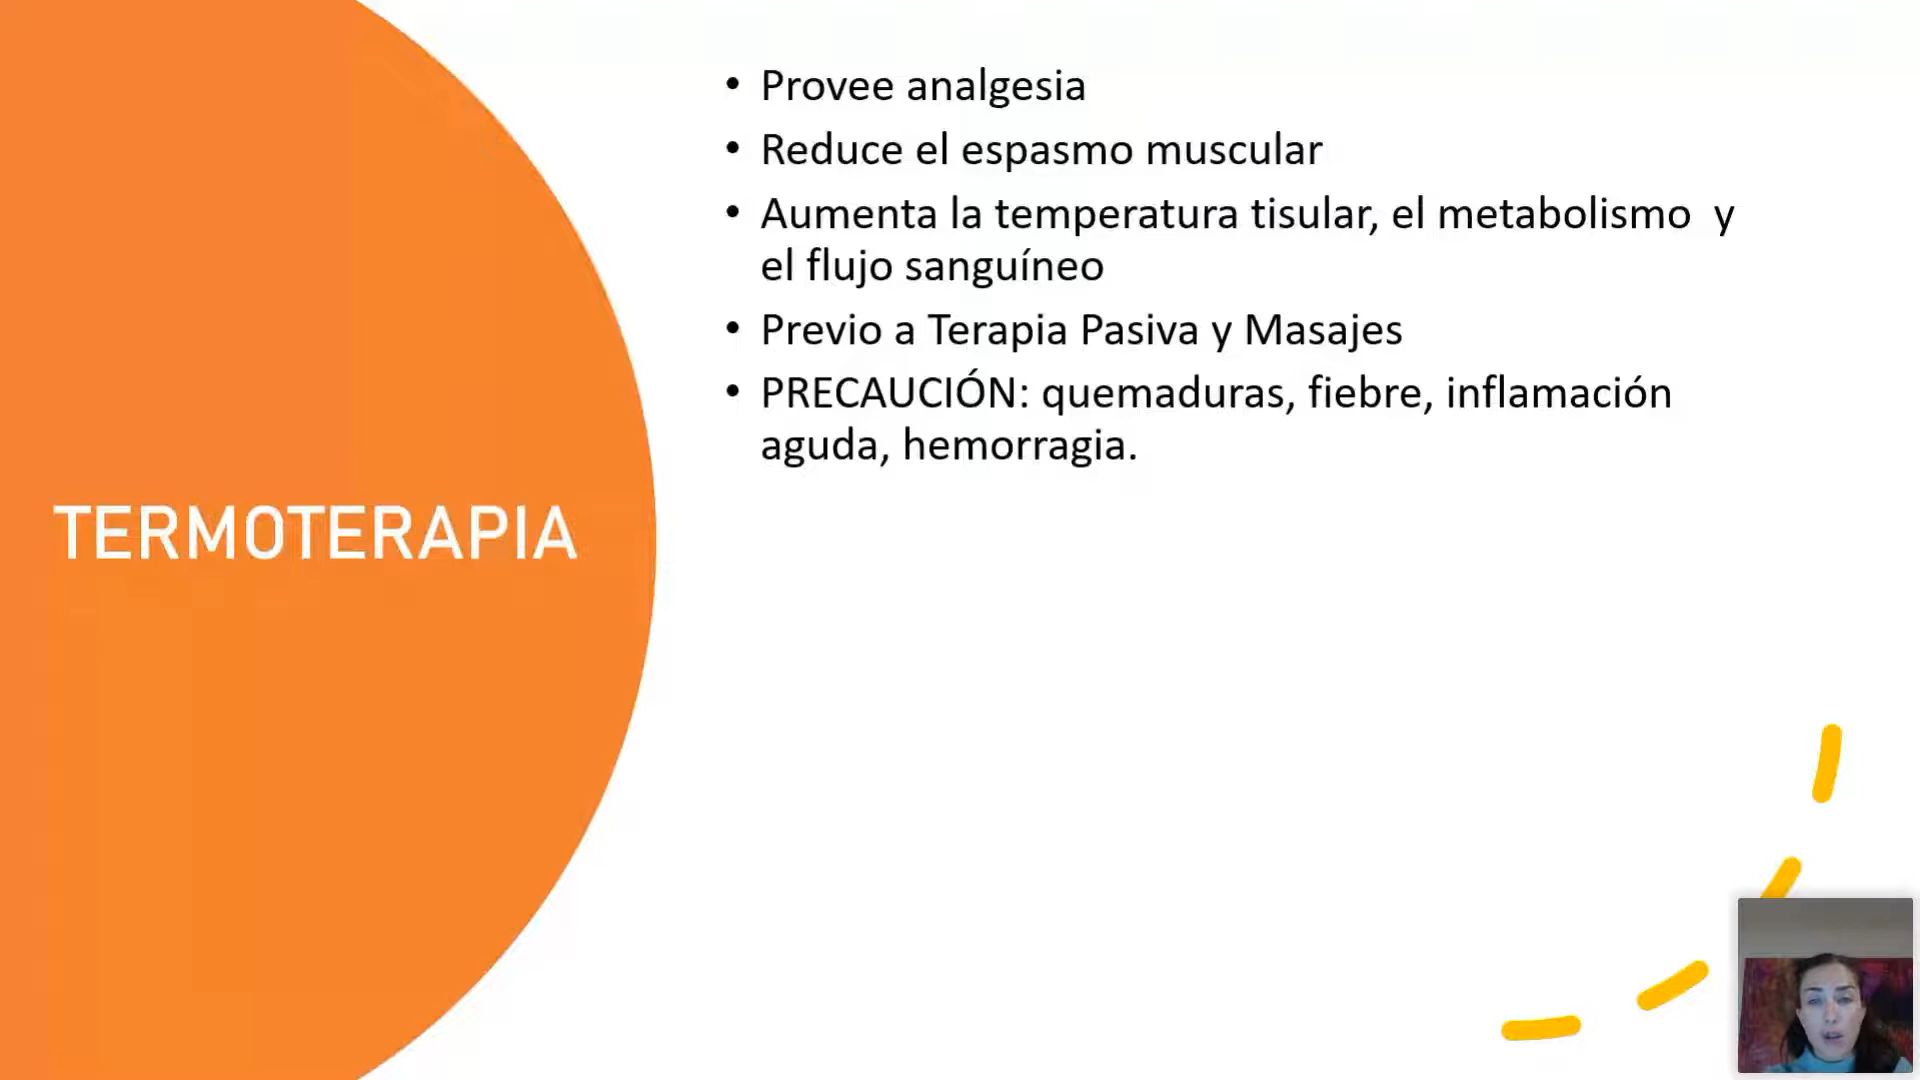 TERMOTERAPIA
• Provee analgesia
• Reduce el espasmo muscular
• Aumenta la temperatura tisular, el metabolismo  y
el flujo sanguíneo
• Previo a Terapia Pasiva y Masajes
• PRECAUCIÓN: quemaduras, fiebre, inflamación
aguda, hemorragia.